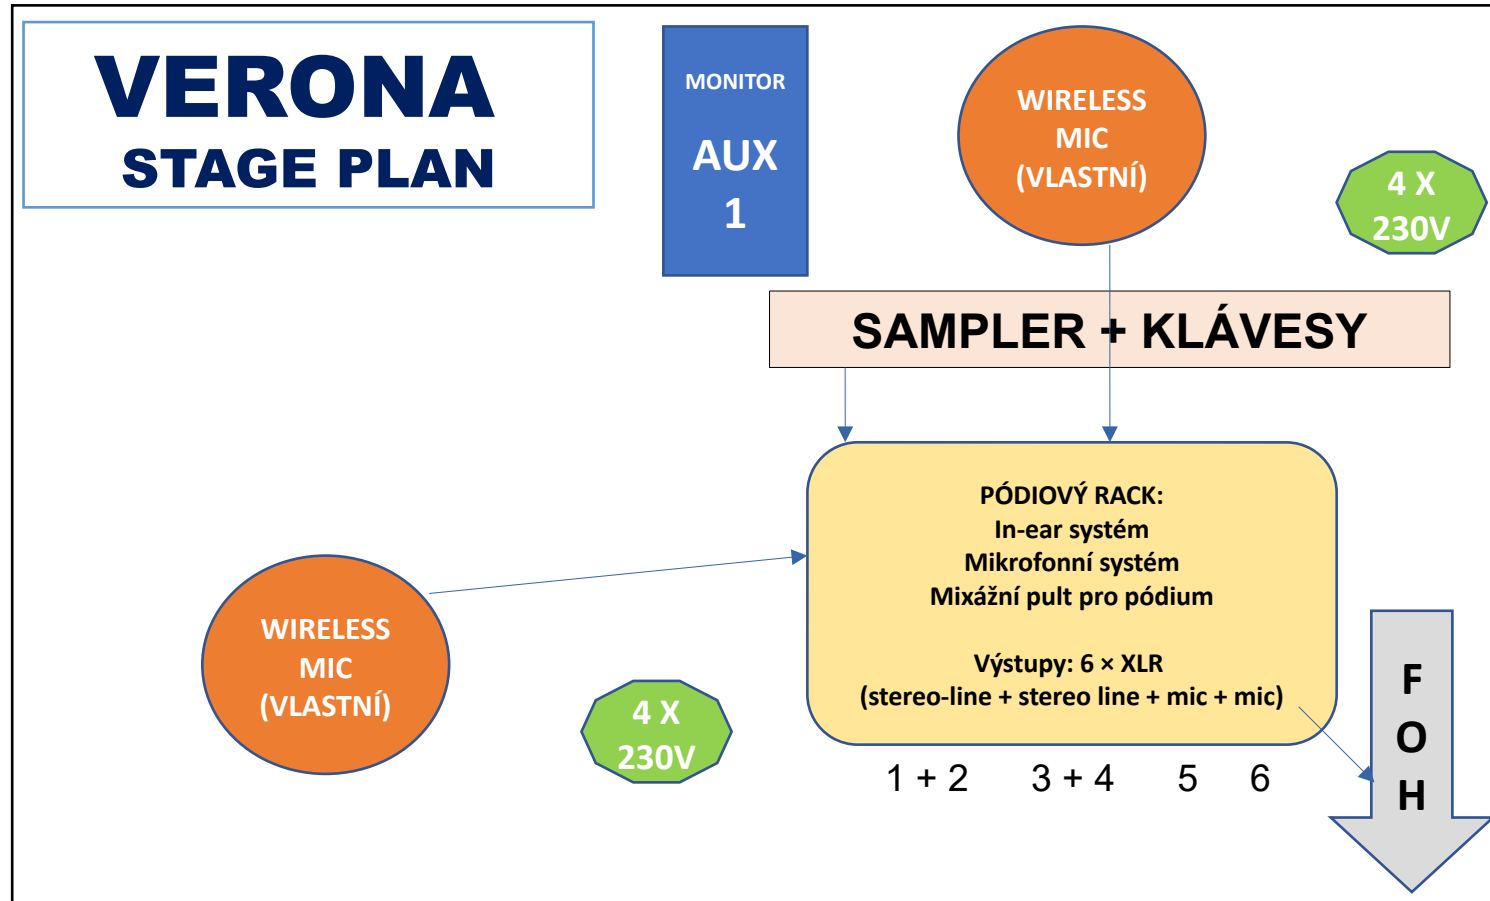 VERONA
STAGE PLAN
MONITOR
AUX
1
WIRELESS
MIC
(VLASTNÍ)
4 X
230V
SAMPLER + KLÁVESY
PÓDIOVÝ RACK:
In-ear systém
Mikrofonní systém
Mixážní pult pro pódium
Výstupy: 6 × XLR
(stereo-line + stereo line + mic + mic)
WIRELESS
MIC
(VLASTNÍ)
4 X
230V
1 + 2 3 + 4 5 6
F
O
H